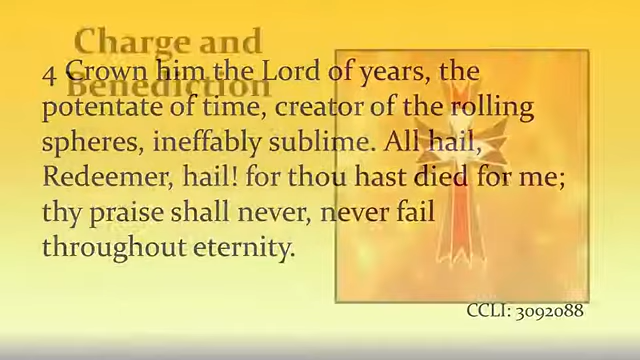 Charge and
Benediction
4 Crown him the Lord of years, the
potentate of time, creator of the rolling
spheres, ineffably sublime. All hail,
Redeemer, hail! for thou hast died for me;
thy praise shall never, never fail
throughout eternity.
CCLI: 3092088